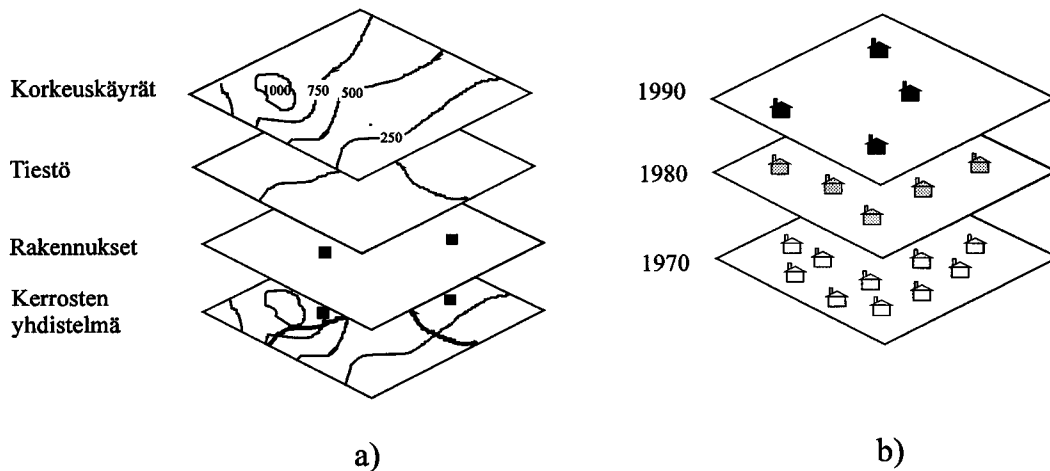 Korkeuskäyrät
1000 750 500
250
Tiestö
Rakennukset
Kerrosten
yhdistelmä
a)
1990
1980
1970
b)